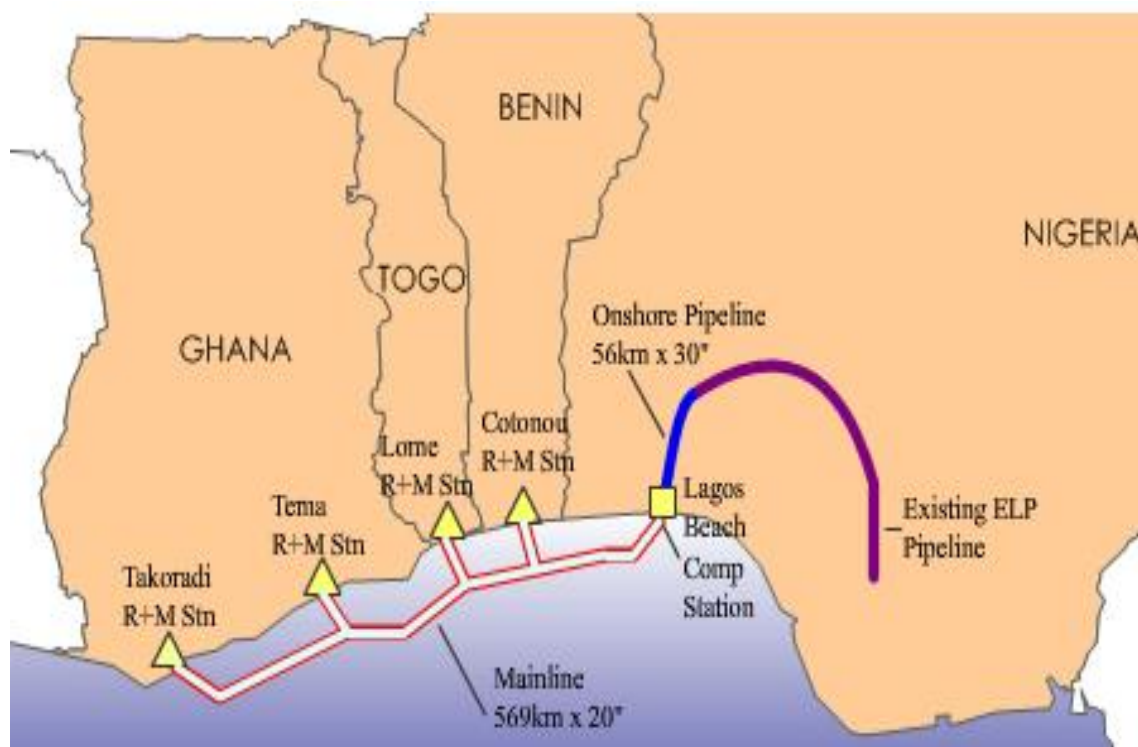 BENIN
NIGERIA
TOGO
GHANA
Onshore Pipeline
56km x 30"
Cotonou
R+M Stn
Lome
R+M Stn
Tema
R+M Stn
Takoradi
R+M Stn
Lagos
Beach
Comp
Station
Existing ELP
Pipeline
Mainline
569km x 20"